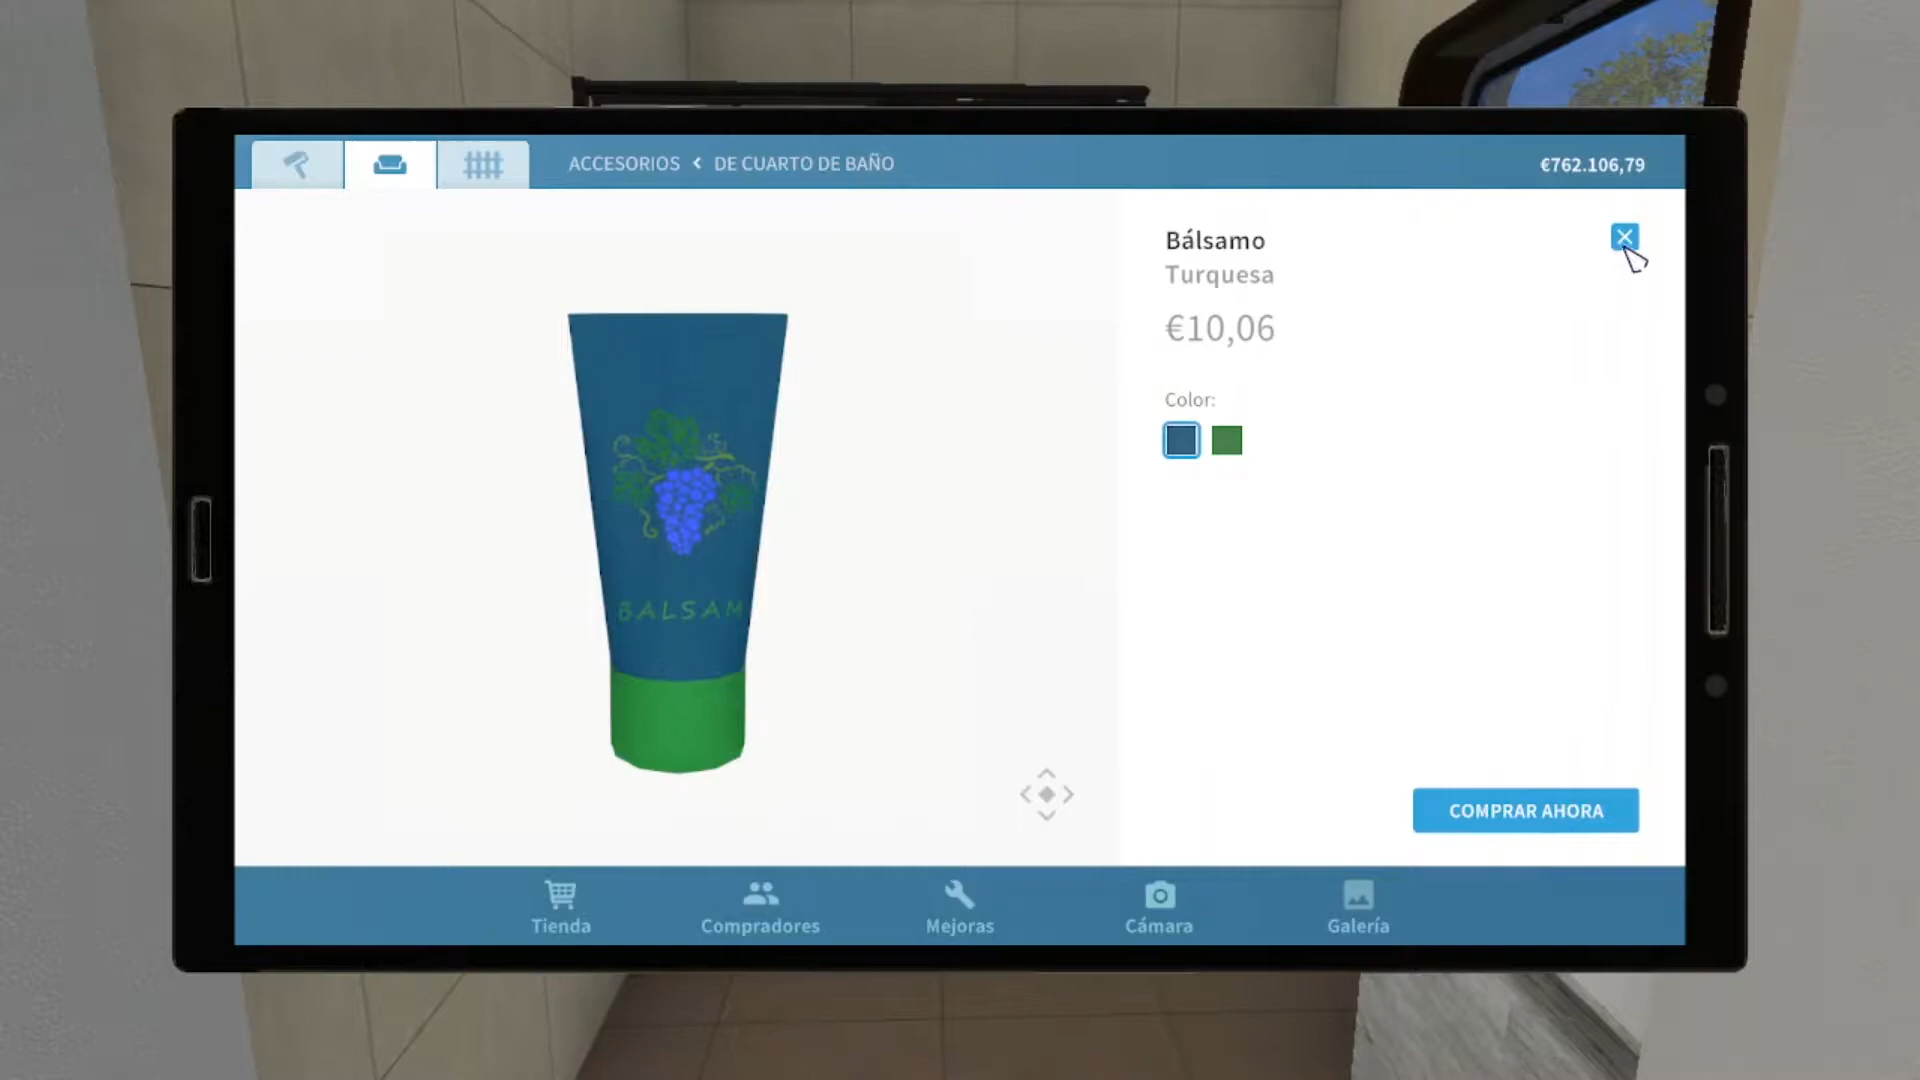 ACCESORIOS < DE CUARTO DE BAÑO
€762.106,79
Bálsamo
Turquesa
€10,06
Color:
BALSAM
COMPRAR AHORA
Tienda
Compradores
Mejoras
Cámara
Galería